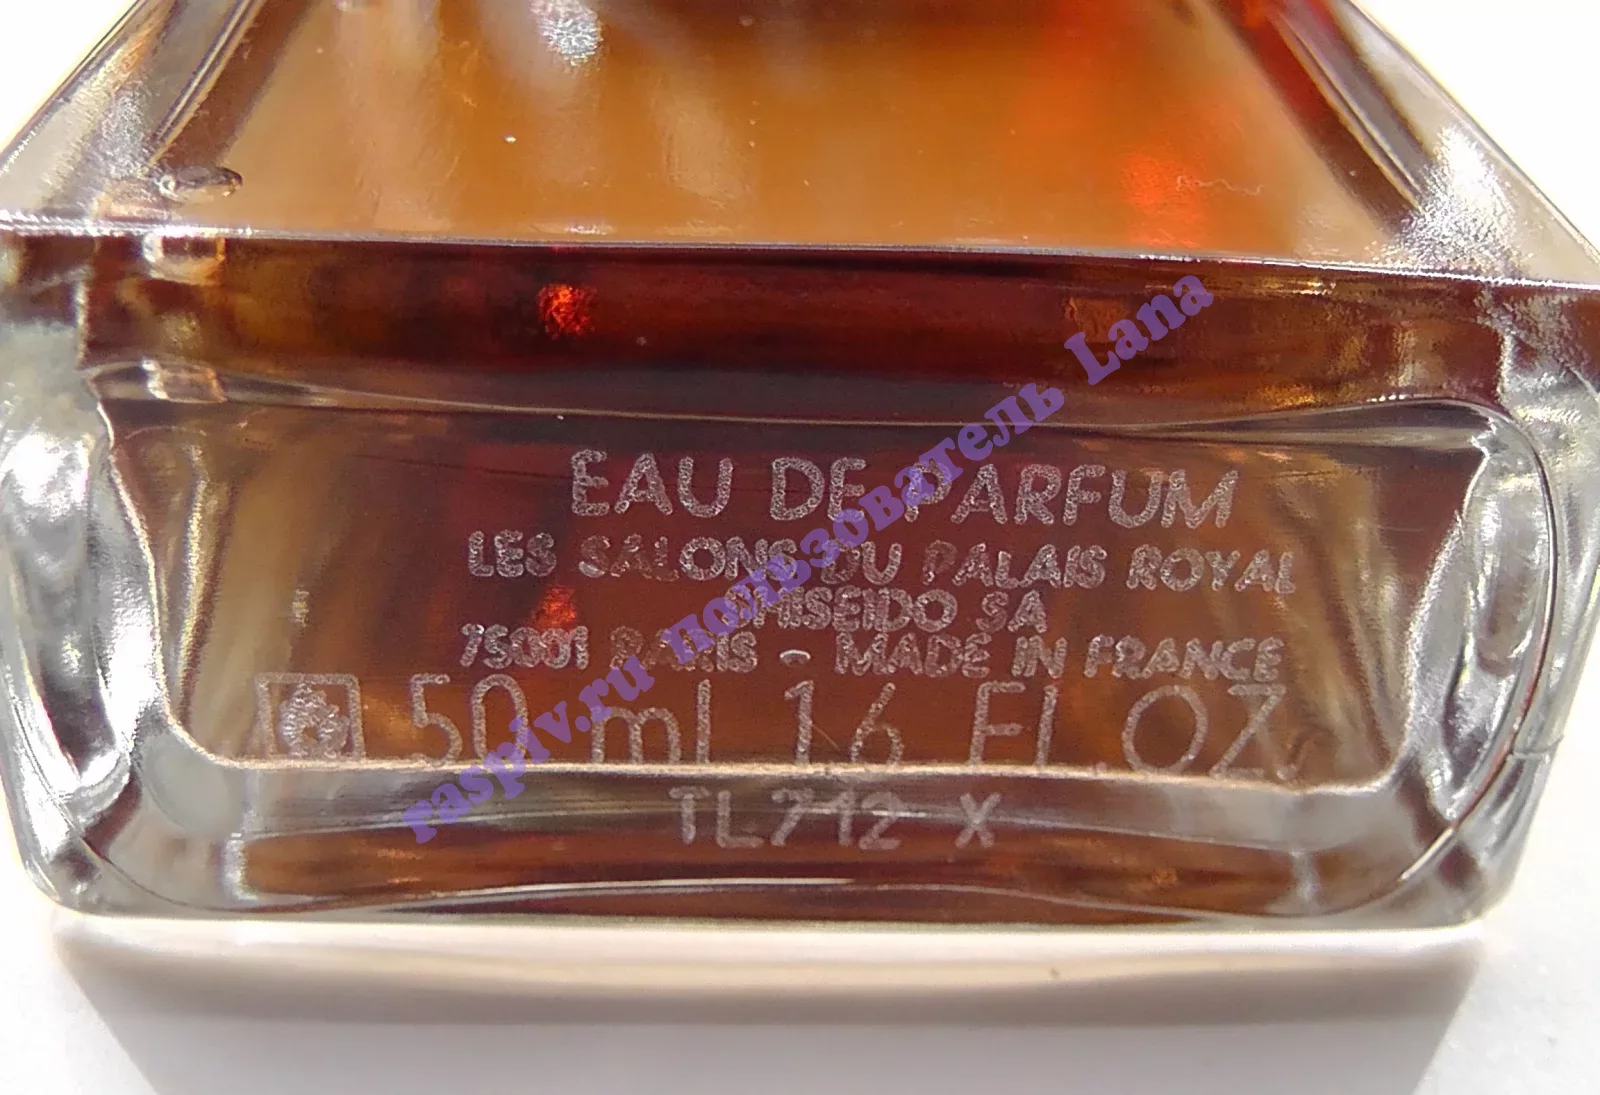 EAU DE PARFUM
LES SALONS DU PALAIS ROYAL
SHISEIDO SA
75001 PARIS - MADE IN FRANCE
50 ml 1.6 FL.OZ.
TL212 X
raspiv.ru пользователь Lana